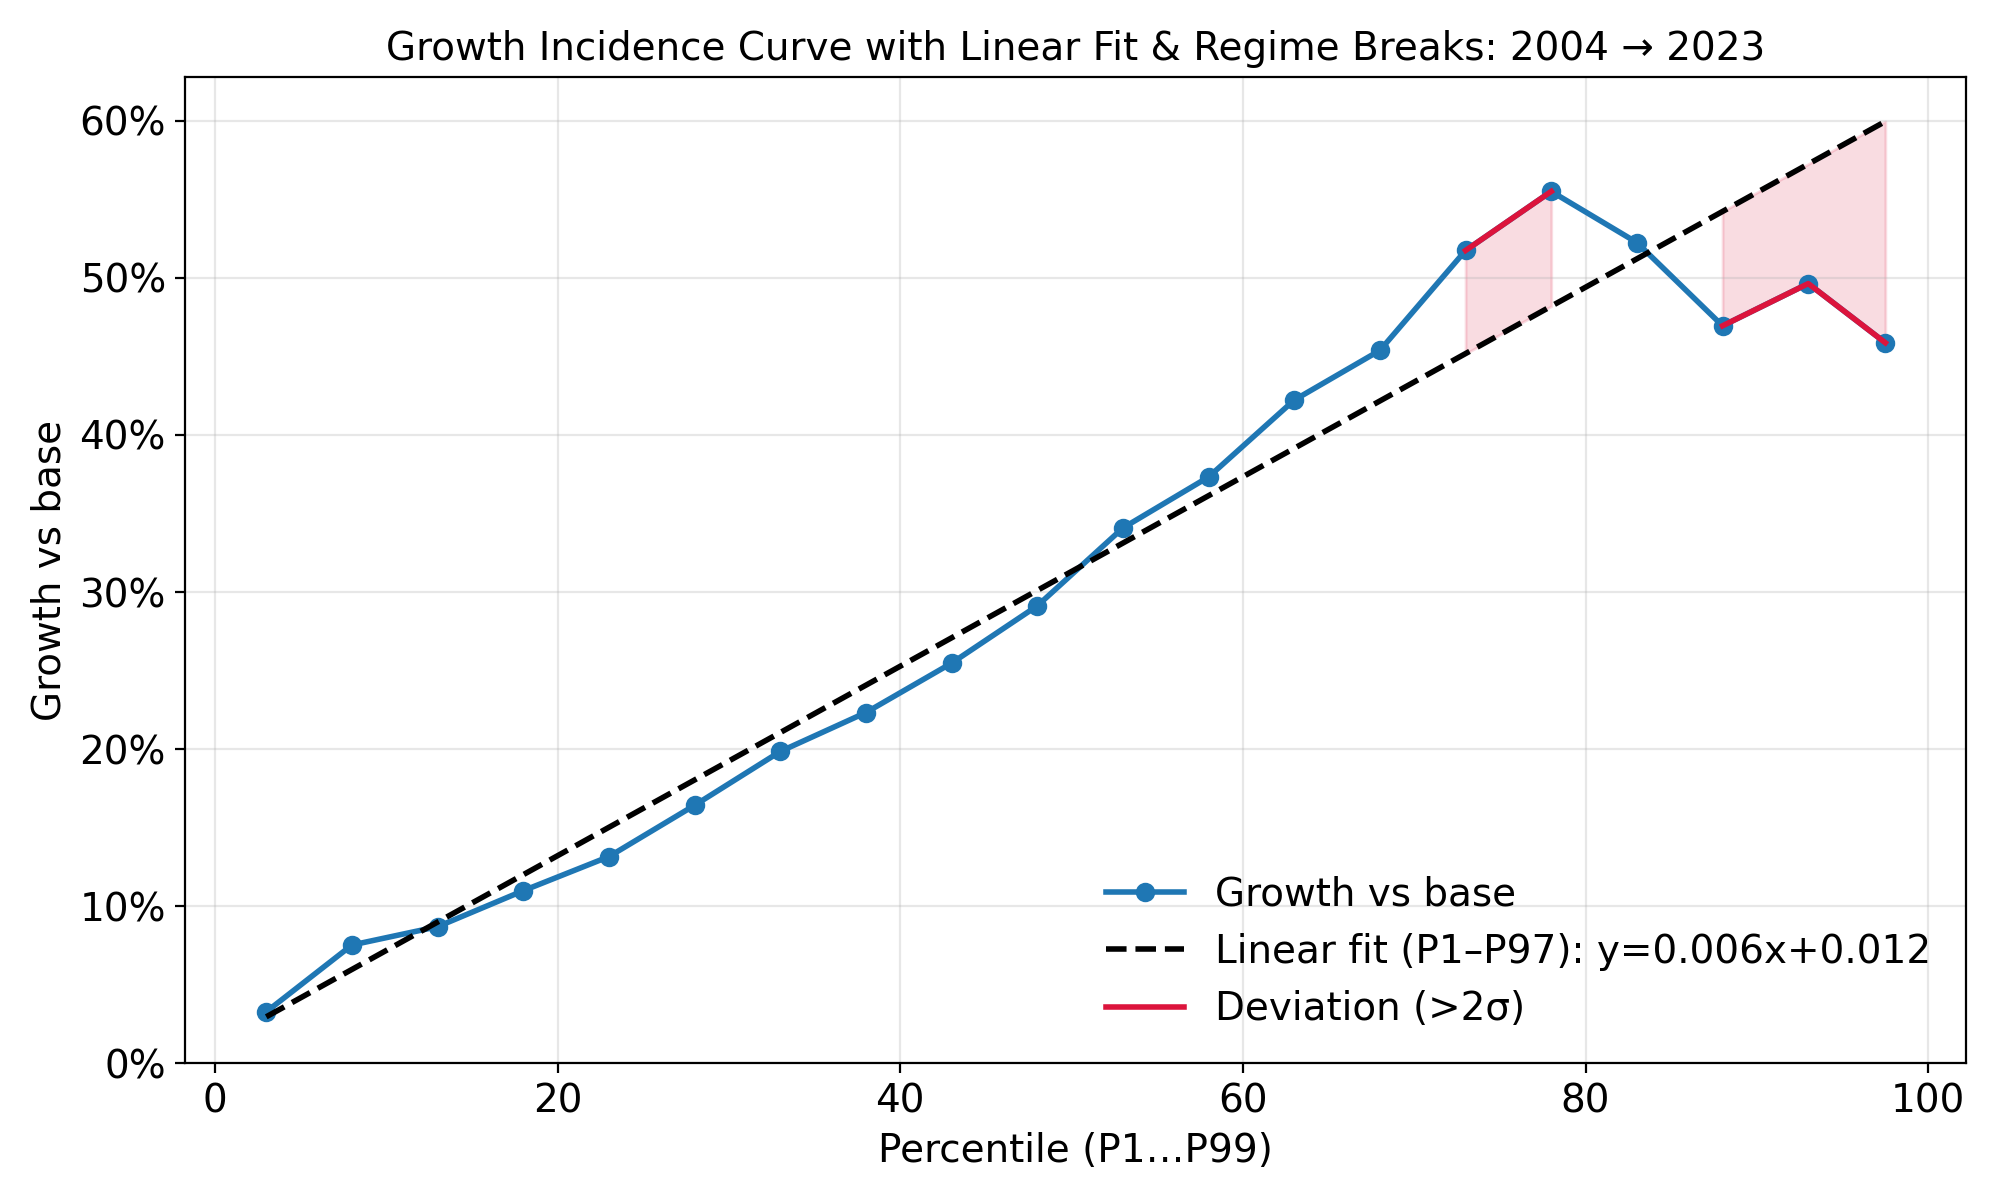 Growth Incidence Curve with Linear Fit & Regime Breaks: 2004 → 2023
Growth vs base
60%
50%
40%
30%
20%
10%
0%
Growth vs base
Linear fit (P1–P97): y=0.006x+0.012
Deviation (>2σ)
0 20 40 60 80 100
Percentile (P1...P99)